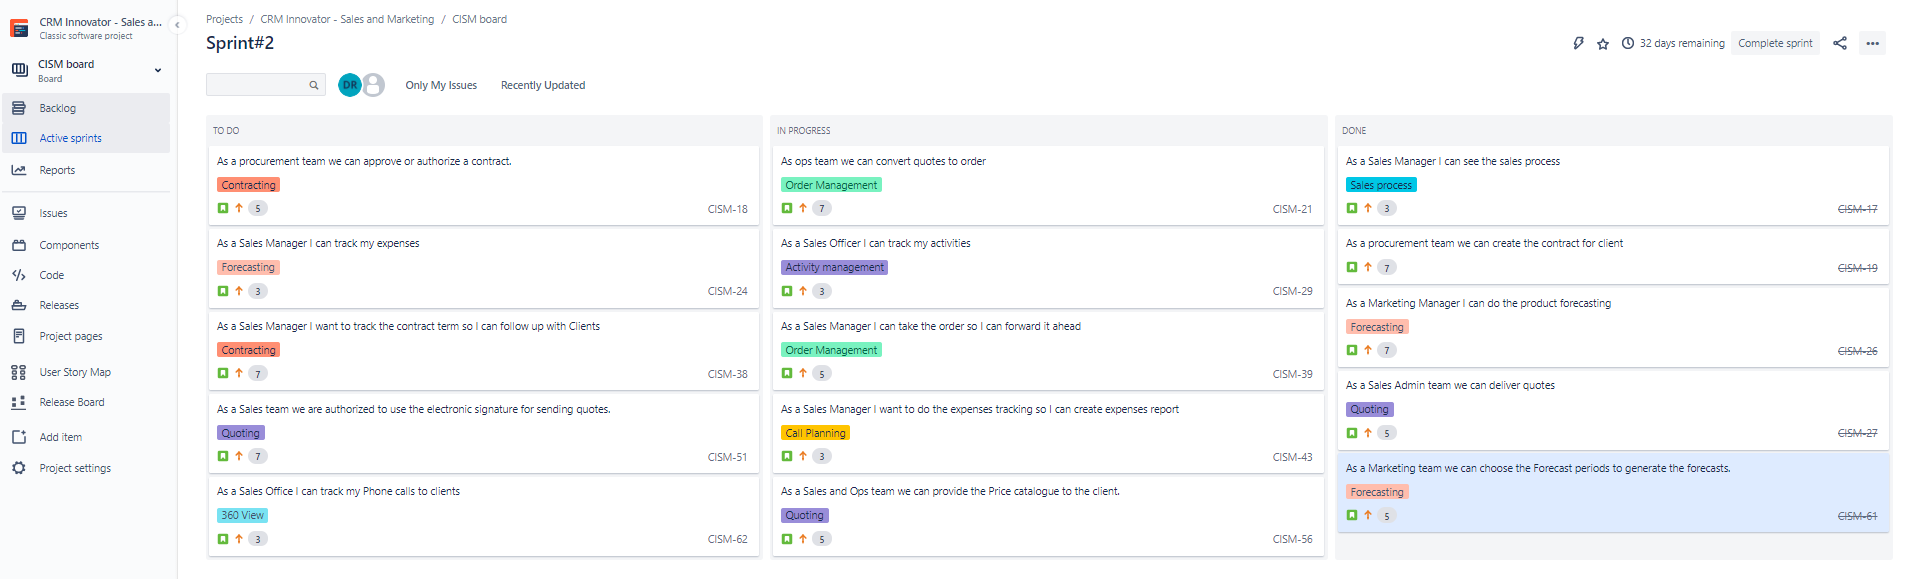 CRM Innovator - Sales a...
Classic software project
CISM board
Board
Backlog
Active sprints
Reports
Issues
Components
Code
Releases
Project pages
User Story Map
Release Board
Add item
Project settings
Projects / CRM Innovator - Sales and Marketing / CISM board
Sprint#2
32 days remaining
Complete sprint
DR
Only My Issues
Recently Updated
TO DO
As a procurement team we can approve or authorize a contract.
Contracting
5
CISM-18
As a Sales Manager I can track my expenses
Forecasting
3
CISM-24
As a Sales Manager I want to track the contract term so I can follow up with Clients
Contracting
7
CISM-38
As a Sales team we are authorized to use the electronic signature for sending quotes.
Quoting
7
CISM-51
As a Sales Office I can track my Phone calls to clients
360 View
3
CISM-62
IN PROGRESS
As ops team we can convert quotes to order
Order Management
7
CISM-21
As a Sales Officer I can track my activities
Activity management
3
CISM-29
As a Sales Manager I can take the order so I can forward it ahead
Order Management
5
CISM-39
As a Sales Manager I want to do the expenses tracking so I can create expenses report
Call Planning
3
CISM-43
As a Sales and Ops team we can provide the Price catalogue to the client.
Quoting
5
CISM-56
DONE
As a Sales Manager I can see the sales process
Sales process
3
CISM-17
As a procurement team we can create the contract for client
7
CISM-19
As a Marketing Manager I can do the product forecasting
Forecasting
7
CISM-26
As a Sales Admin team we can deliver quotes
Quoting
5
CISM-27
As a Marketing team we can choose the Forecast periods to generate the forecasts.
Forecasting
5
CISM-61